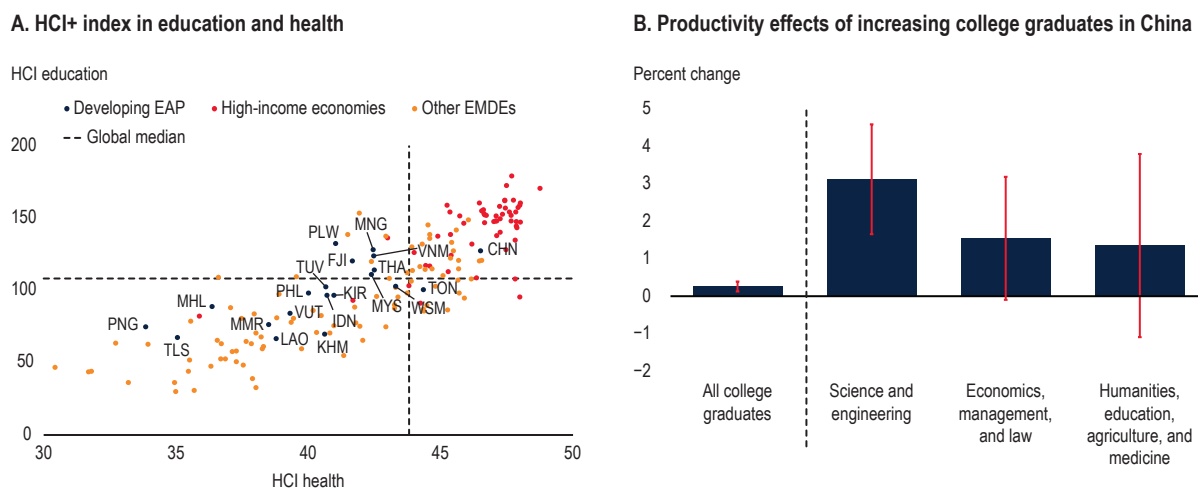 A. HCI+ index in education and health
HCI education
Developing EAP
High-income economies
Other EMDEs
Global median
200
150
100
50
0
30
35
40
45
50
HCI health
PNG
TLS
MHL
MMR
LAO
VUT
PHL
TUV
KIR
IDN
KHM
PLW
FJI
MNG
VNM
THA
MYS
WSM
TON
CHN
B. Productivity effects of increasing college graduates in China
Percent change
5
4
3
2
1
0
−1
−2
All college
graduates
Science and
engineering
Economics,
management,
and law
Humanities,
education,
agriculture, and
medicine